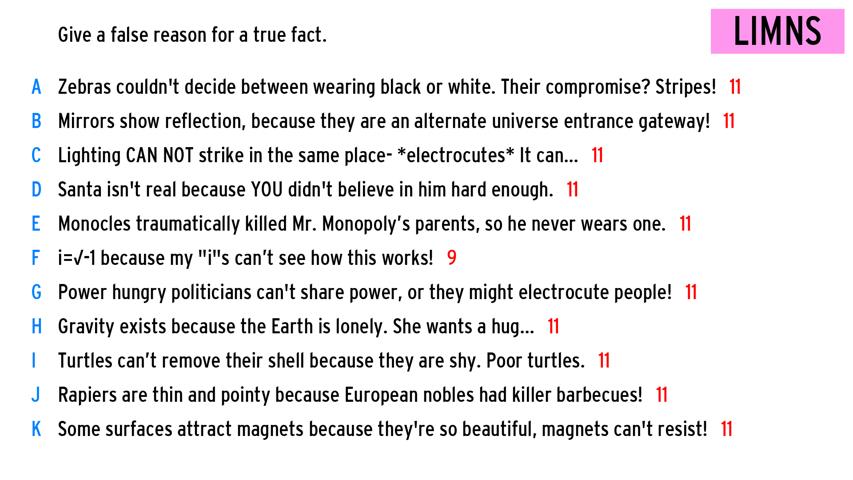 Give a false reason for a true fact.
LIMNS
A Zebras couldn't decide between wearing black or white. Their compromise? Stripes! 11
B Mirrors show reflection, because they are an alternate universe entrance gateway! 11
C Lighting CAN NOT strike in the same place- *electrocutes* It can... 11
D Santa isn't real because YOU didn't believe in him hard enough. 11
E Monocles traumatically killed Mr. Monopoly’s parents, so he never wears one. 11
F i=√-1 because my "i"s can’t see how this works! 9
G Power hungry politicians can't share power, or they might electrocute people! 11
H Gravity exists because the Earth is lonely. She wants a hug... 11
I Turtles can’t remove their shell because they are shy. Poor turtles. 11
J Rapiers are thin and pointy because European nobles had killer barbecues! 11
K Some surfaces attract magnets because they're so beautiful, magnets can't resist! 11